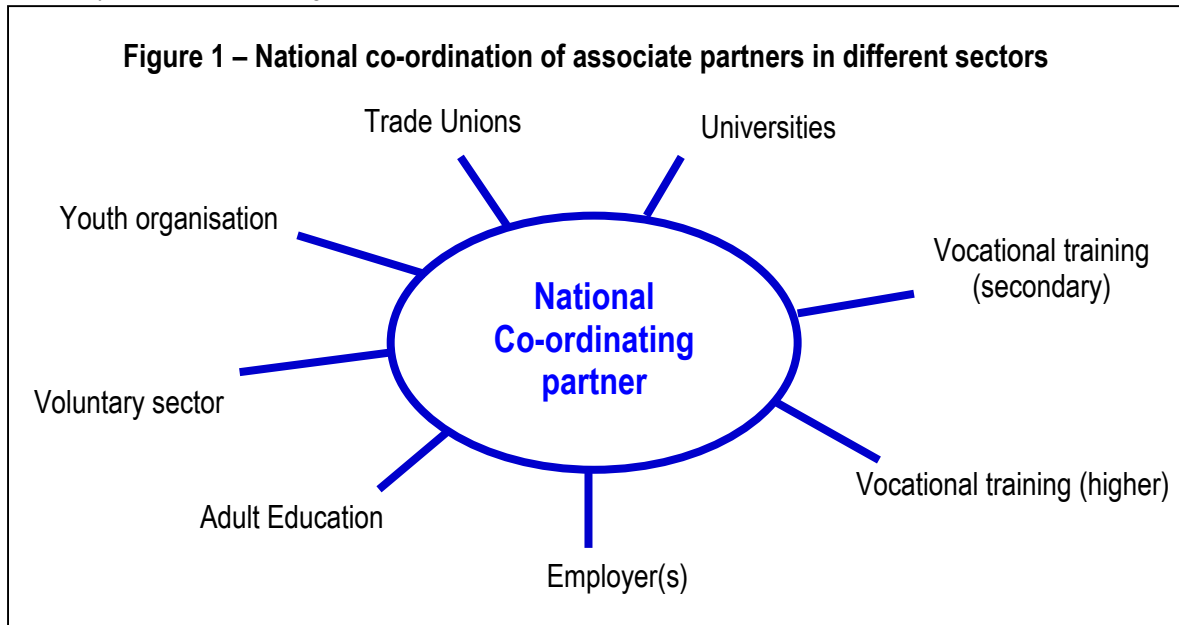 Figure 1 – National co-ordination of associate partners in different sectors
Trade Unions
Universities
Youth organisation
Vocational training
(secondary)
National
Co-ordinating
partner
Voluntary sector
Vocational training (higher)
Adult Education
Employer(s)